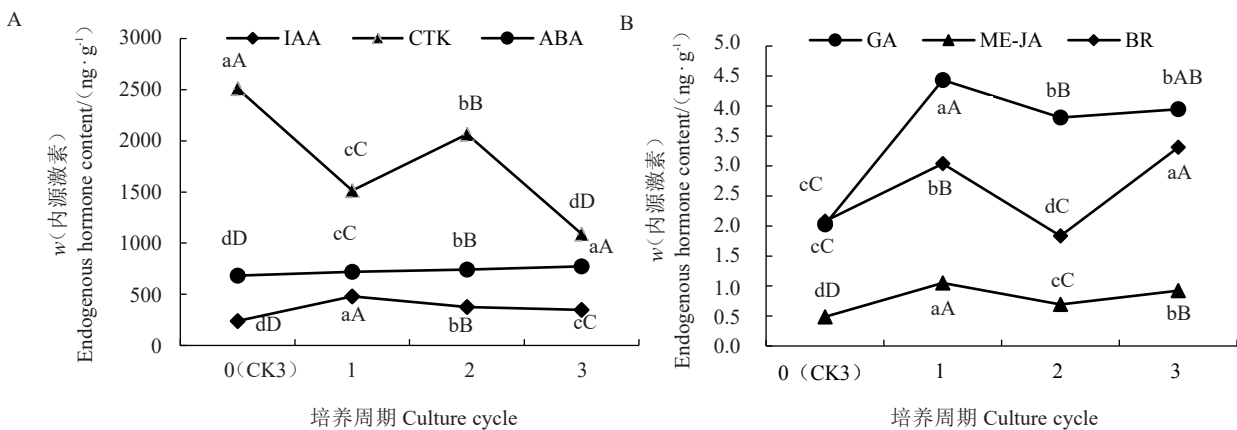 A
IAA CTK ABA
w(内源激素)
Endogenous hormone content/(ng·g⁻¹)
3000
2500
2000
1500
1000
500
0
aA
cC
bB
dD
dD
cC
bB
aA
dD
aA
bB
cC
0(CK3) 1 2 3
培养周期 Culture cycle
B
GA ME-JA BR
w(内源激素)
Endogenous hormone content/(ng·g⁻¹)
5.0
4.5
4.0
3.5
3.0
2.5
2.0
1.5
1.0
0.5
0.0
cC
aA
bB
bAB
cC
bB
dC
aA
dD
aA
cC
bB
0（CK3) 1 2 3
培养周期 Culture cycle